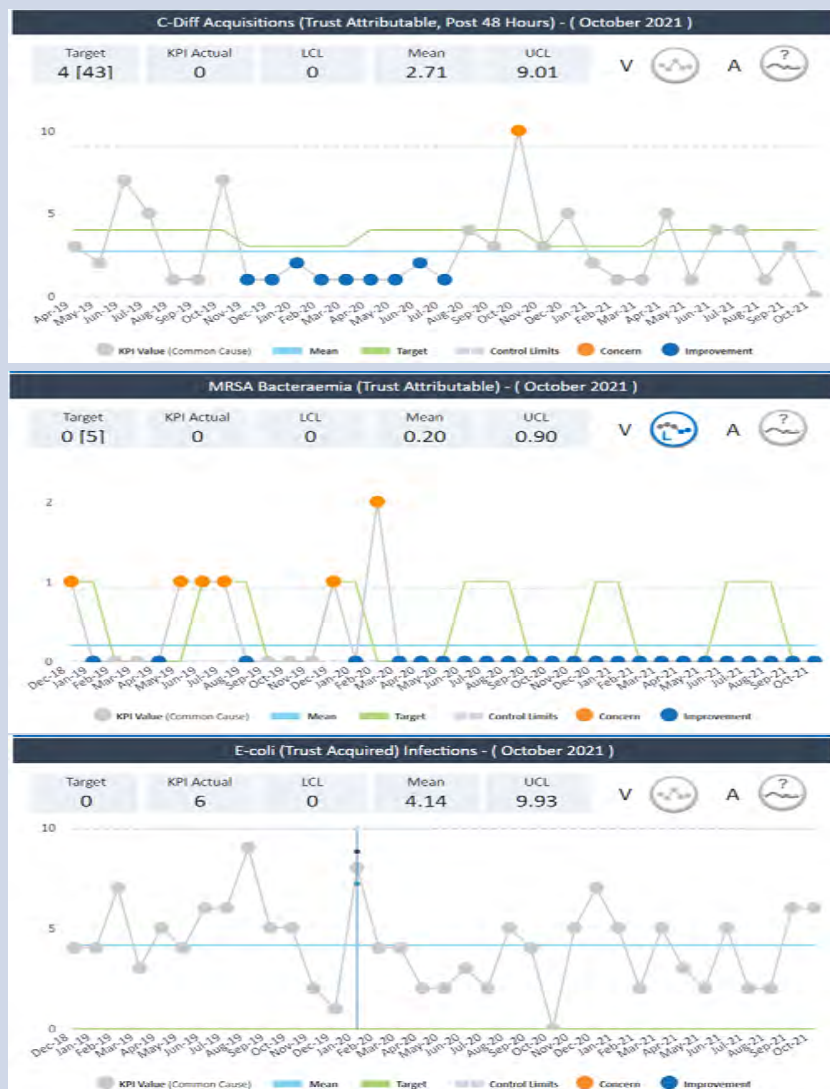 C-Diff Acquisitions (Trust Attributable, Post 48 Hours) - ( October 2021 )
Target KPI Actual LCL Mean UCL
4 [43] 0 0 2.71 9.01 V A ?
10
5
0
Apr-19 May-19 Jun-19 Jul-19 Aug-19 Sep-19 Oct-19 Nov-19 Dec-19 Jan-20 Feb-20 Mar-20 Apr-20 May-20 Jun-20 Jul-20 Aug-20 Sep-20 Oct-20 Nov-20 Dec-20 Jan-21 Feb-21 Mar-21 Apr-21 May-21 Jun-21 Jul-21 Aug-21 Sep-21 Oct-21
KPI Value (Common Cause) Mean Target Control Limits Concern Improvement
MRSA Bacteraemia (Trust Attributable) - ( October 2021 )
Target KPI Actual LCL Mean UCL
0 [5] 0 0 0.20 0.90 V L A ?
2
1
0
Dec-18 Jan-19 Feb-19 Mar-19 Apr-19 May-19 Jun-19 Jul-19 Aug-19 Sep-19 Oct-19 Nov-19 Dec-19 Jan-20 Feb-20 Mar-20 Apr-20 May-20 Jun-20 Jul-20 Aug-20 Sep-20 Oct-20 Nov-20 Dec-20 Jan-21 Feb-21 Mar-21 Apr-21 May-21 Jun-21 Jul-21 Aug-21 Sep-21 Oct-21
KPI Value (Common Cause) Mean Target Control Limits Concern Improvement
E-coli (Trust Acquired) Infections - ( October 2021 )
Target KPI Actual LCL Mean UCL
0 6 0 4.14 9.93 V A ?
10
5
0
Dec-18 Jan-19 Feb-19 Mar-19 Apr-19 May-19 Jun-19 Jul-19 Aug-19 Sep-19 Oct-19 Nov-19 Dec-19 Jan-20 Feb-20 Mar-20 Apr-20 May-20 Jun-20 Jul-20 Aug-20 Sep-20 Oct-20 Nov-20 Dec-20 Jan-21 Feb-21 Mar-21 Apr-21 May-21 Jun-21 Jul-21 Aug-21 Sep-21 Oct-21
KPI Value (Common Cause) Mean Target Control Limits Concern Improvement